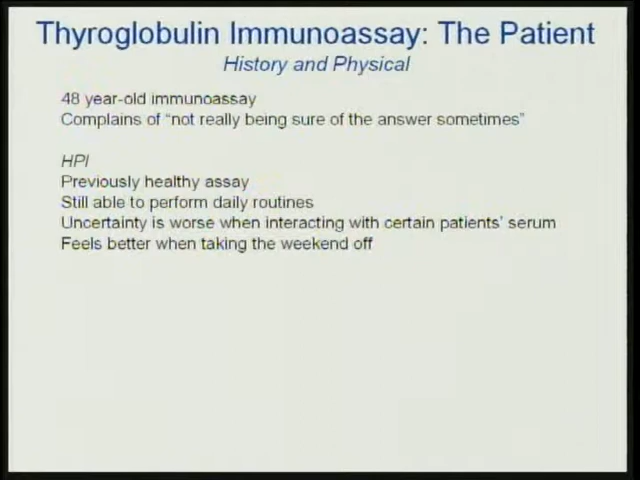 Thyroglobulin Immunoassay: The Patient
History and Physical
48 year-old immunoassay
Complains of “not really being sure of the answer sometimes”
HPI
Previously healthy assay
Still able to perform daily routines
Uncertainty is worse when interacting with certain patients’ serum
Feels better when taking the weekend off